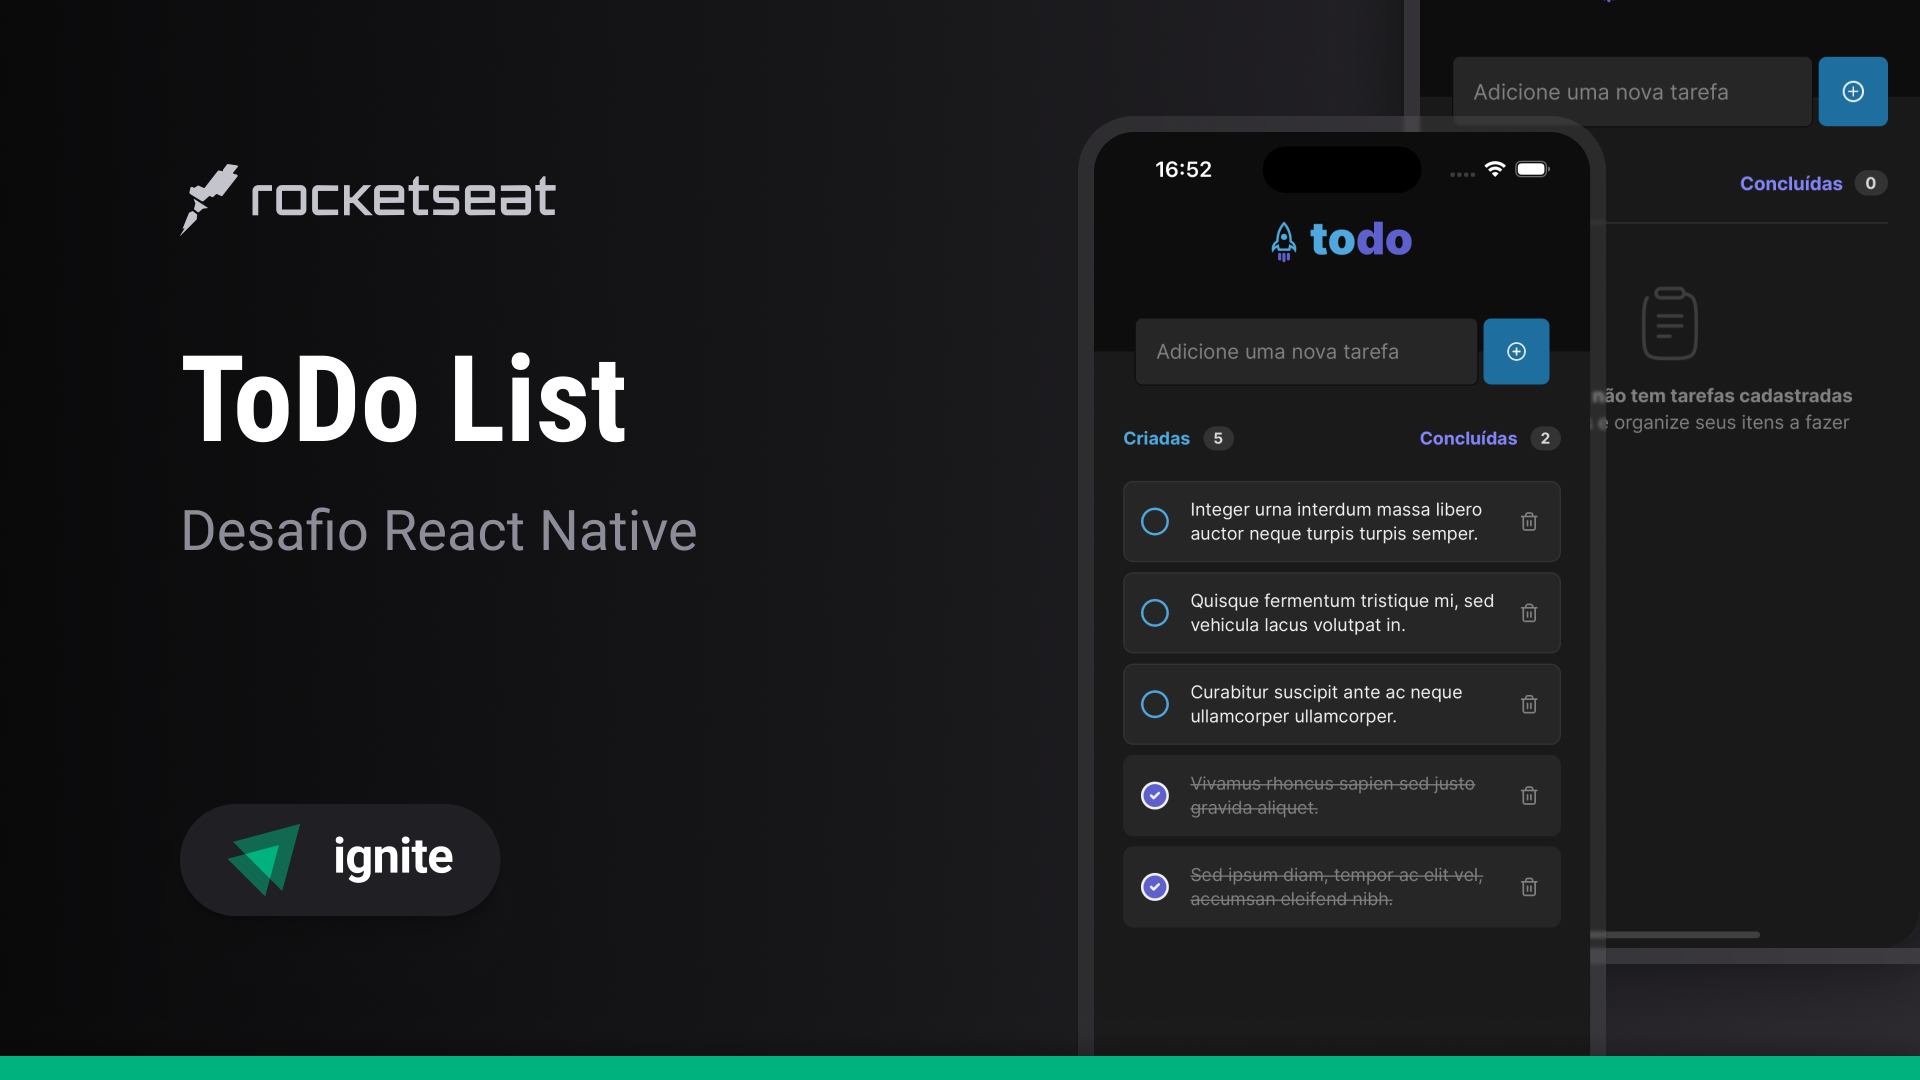 rocketseat
ToDo List
Desafio React Native
ignite
16:52
todo
Adicione uma nova tarefa
Criadas 5
Concluídas 2
Integer urna interdum massa libero
auctor neque turpis turpis semper.
Quisque fermentum tristique mi, sed
vehicula lacus volutpat in.
Curabitur suscipit ante ac neque
ullamcorper ullamcorper.
Vivamus rhoncus sapien sed justo
gravida aliquet.
Sed ipsum diam, tempor ac elit vel,
accumsan eleifend nibh.
Adicione uma nova tarefa
Concluídas 0
não tem tarefas cadastradas
e organize seus itens a fazer